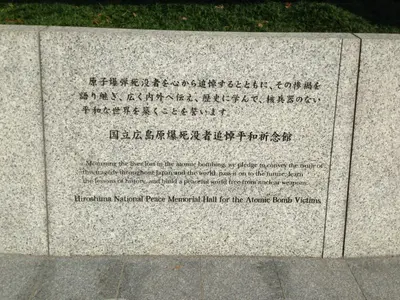 原子爆弾死没者を心から追悼するとともに、その惨禍を
語り継ぎ、広く内外へ伝え、歴史に学んで、核兵器のない
平和な世界を築くことを誓います。
国立広島原爆死没者追悼平和祈念館
Mourning the lives lost in the atomic bombing, we pledge to convey the truth of
this tragedy throughout Japan and the world, pass it on to the future, learn
the lessons of history, and build a peaceful world free from nuclear weapons.
Hiroshima National Peace Memorial Hall for the Atomic Bomb Victims